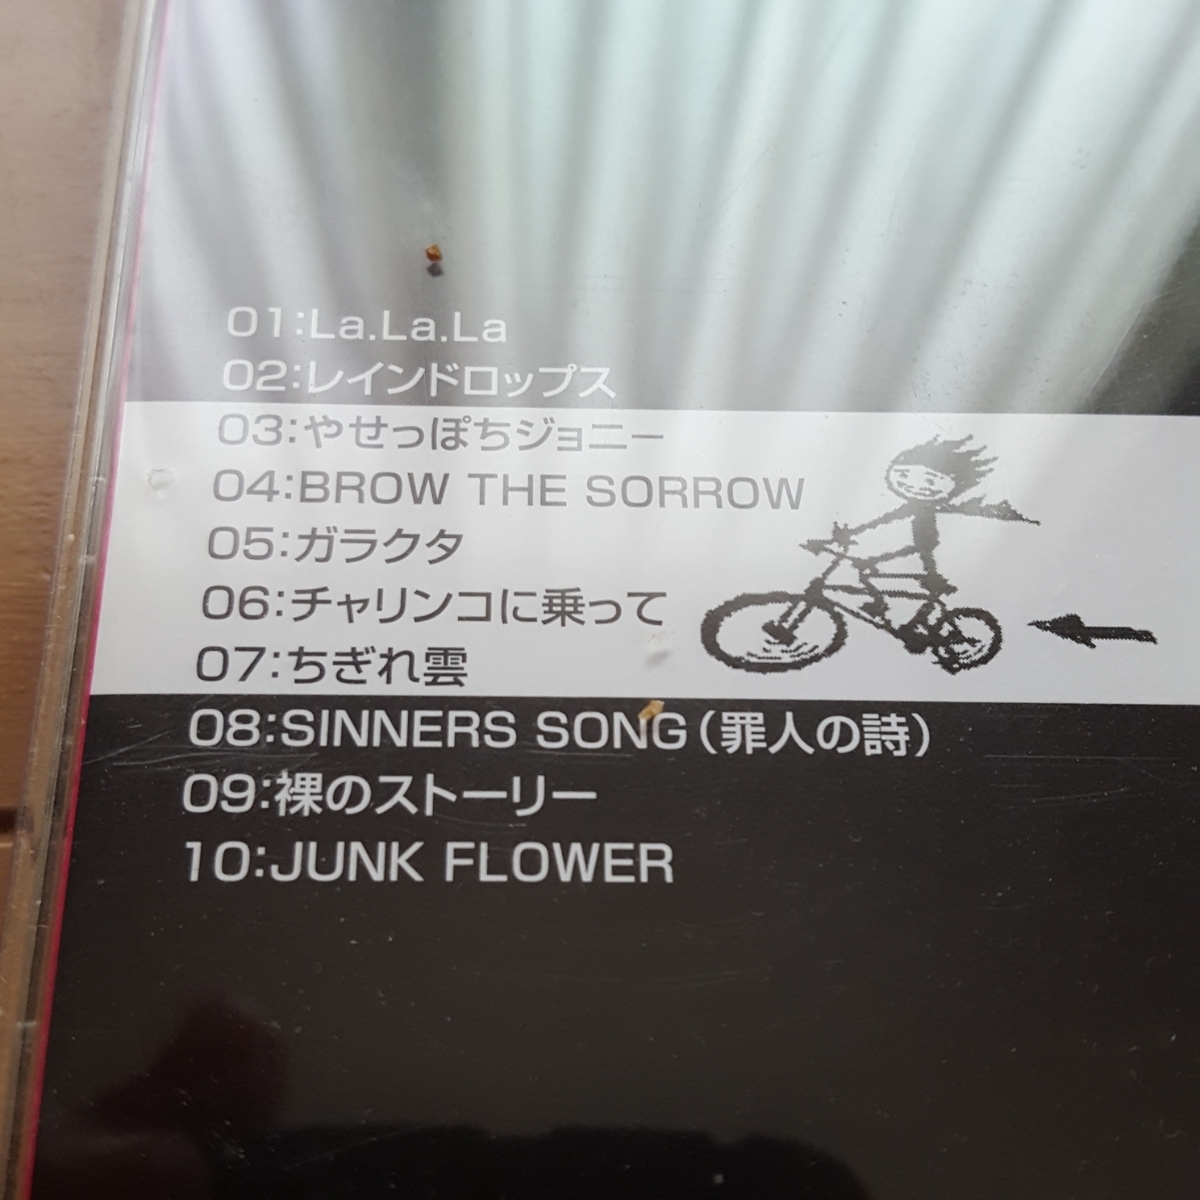 01:La.La.La
02:レインドロップス
03:やせっぽちジョニー
04:BROW THE SORROW
05:ガラクタ
06:チャリンコに乗って
07:ちぎれ雲
08:SINNERS SONG(罪人の詩)
09:裸のストーリー
10:JUNK FLOWER